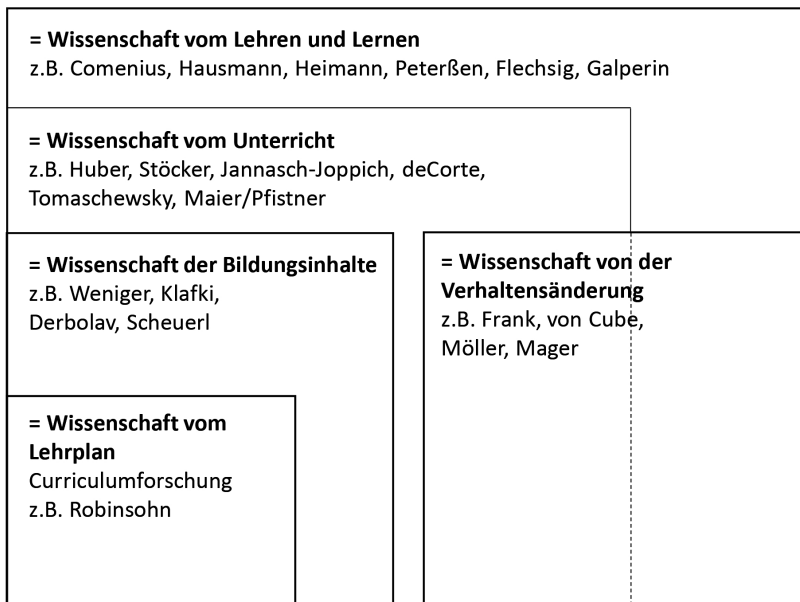 = Wissenschaft vom Lehren und Lernen
z.B. Comenius, Hausmann, Heimann, Peterßen, Flechsig, Galperin
= Wissenschaft vom Unterricht
z.B. Huber, Stöcker, Jannasch-Joppich, deCorte,
Tomaschewsky, Maier/Pfistner
= Wissenschaft der Bildungsinhalte
z.B. Weniger, Klafki,
Derbolav, Scheuerl
= Wissenschaft von der
Verhaltensänderung
z.B. Frank, von Cube,
Möller, Mager
= Wissenschaft vom
Lehrplan
Curriculumforschung
z.B. Robinsohn